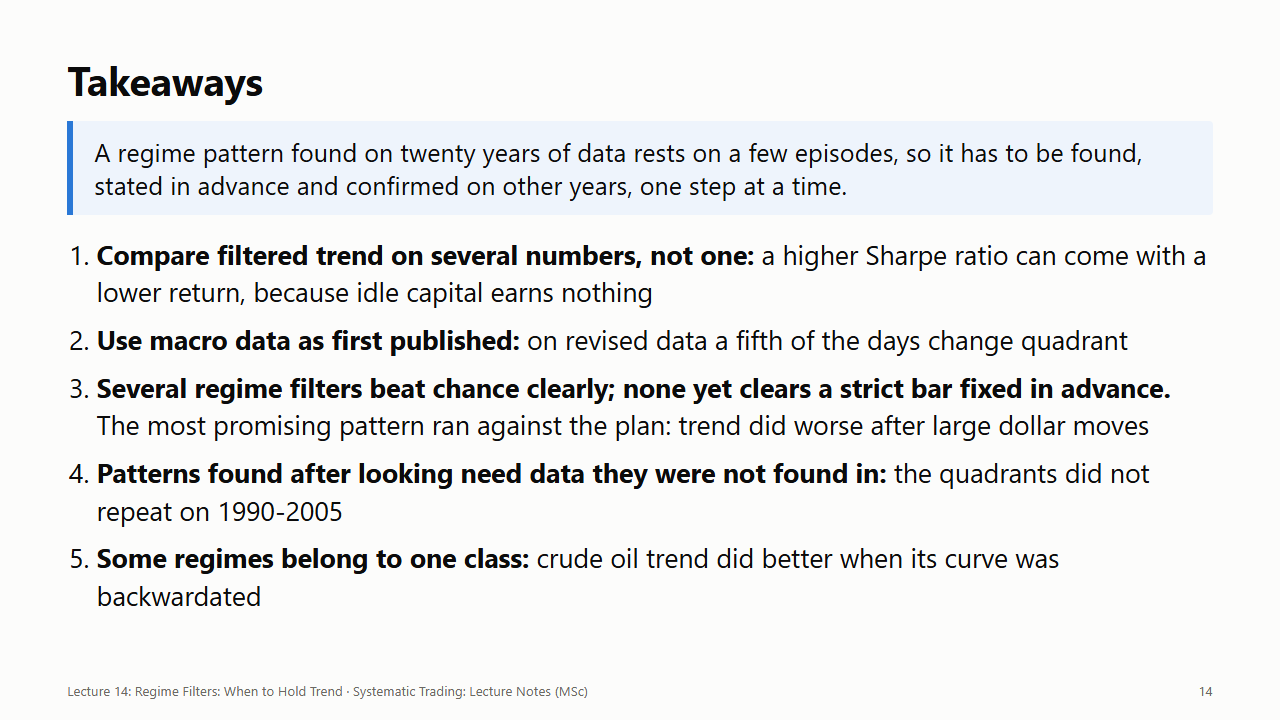 Takeaways
A regime pattern found on twenty years of data rests on a few episodes, so it has to be found,
stated in advance and confirmed on other years, one step at a time.
1. Compare filtered trend on several numbers, not one: a higher Sharpe ratio can come with a
lower return, because idle capital earns nothing
2. Use macro data as first published: on revised data a fifth of the days change quadrant
3. Several regime filters beat chance clearly; none yet clears a strict bar fixed in advance.
The most promising pattern ran against the plan: trend did worse after large dollar moves
4. Patterns found after looking need data they were not found in: the quadrants did not
repeat on 1990-2005
5. Some regimes belong to one class: crude oil trend did better when its curve was
backwardated
Lecture 14: Regime Filters: When to Hold Trend · Systematic Trading: Lecture Notes (MSc)
14